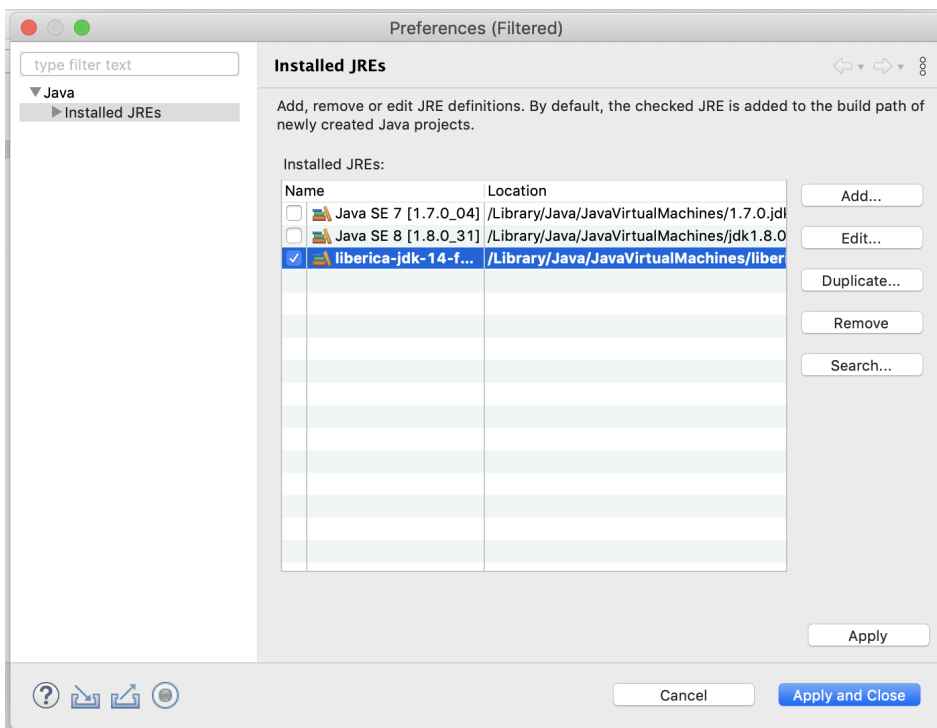 Preferences (Filtered)
type filter text
Java
Installed JREs
Installed JREs
Add, remove or edit JRE definitions. By default, the checked JRE is added to the build path of
newly created Java projects.
Installed JREs:
Name Location
Java SE 7 [1.7.0_04] /Library/Java/JavaVirtualMachines/1.7.0.jdk
Java SE 8 [1.8.0_31] /Library/Java/JavaVirtualMachines/jdk1.8.0
liberica-jdk-14-f... /Library/Java/JavaVirtualMachines/liberi
Add...
Edit...
Duplicate...
Remove
Search...
Apply
?
Cancel
Apply and Close